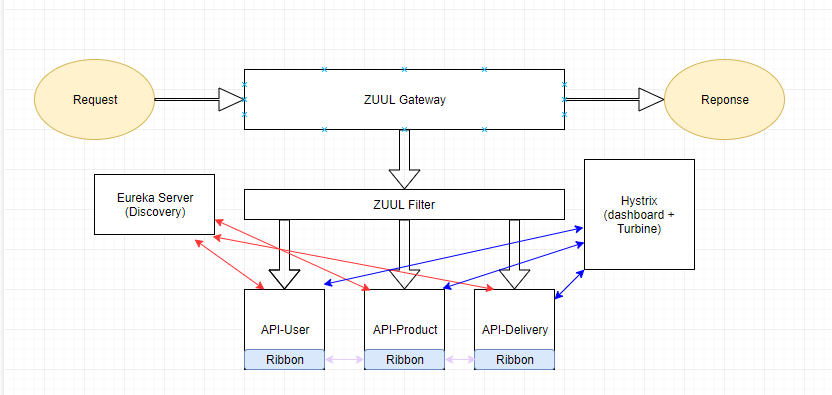 Request
ZUUL Gateway
Reponse
Eureka Server
(Discovery)
ZUUL Filter
Hystrix
(dashboard +
Turbine)
API-User
API-Product
API-Delivery
Ribbon
Ribbon
Ribbon